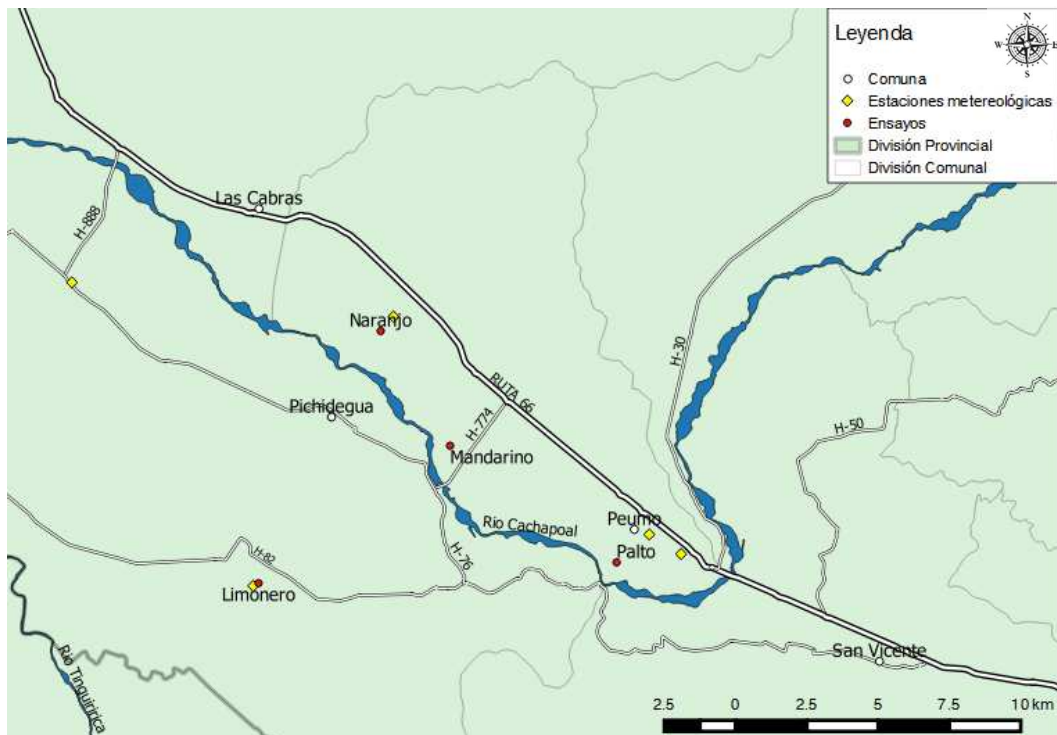 Leyenda
N
W
E
S
Comuna
Estaciones metereológicas
Ensayos
División Provincial
División Comunal
Las Cabras
H-888
Naranjo
H-30
RUTA 66
Pichidegua
H-774
H-50
Mandarino
Peumo
Río Cachapoal
Palto
H-76
H-82
Limonero
San Vicente
Río Tinguiririca
2.5 0 2.5 5 7.5 10 km